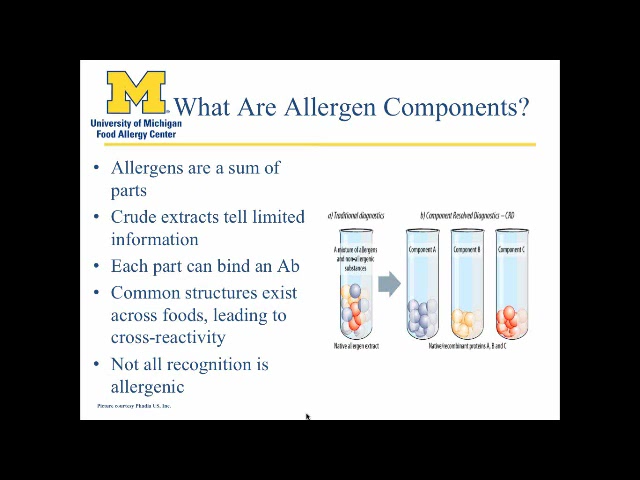 M
University of Michigan
Food Allergy Center
What Are Allergen Components?
• Allergens are a sum of
parts
• Crude extracts tell limited
information
• Each part can bind an Ab
• Common structures exist
across foods, leading to
cross-reactivity
• Not all recognition is
allergenic
a) Traditional diagnostics
A mixture of allergens
and non-allergenic
substances
Native allergen extract
b) Component Resolved Diagnostics – CRD
Component A
Component B
Component C
Native/recombinant proteins A, B and C
Picture courtesy Phadia US, Inc.